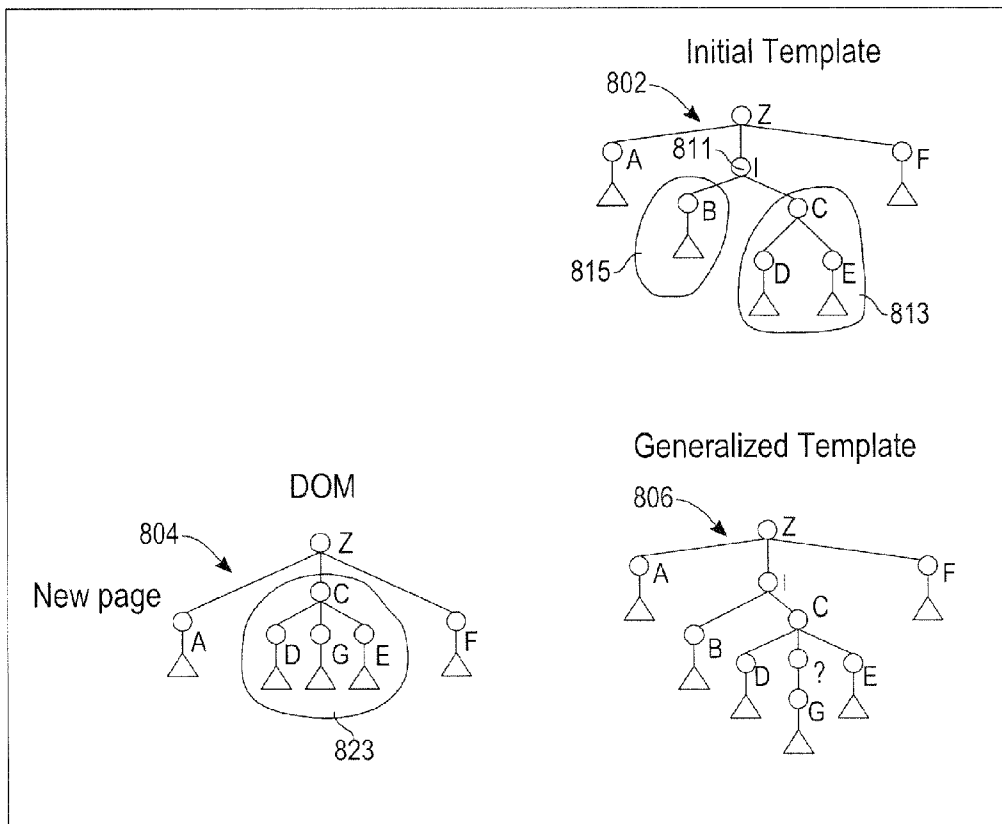 Initial Template
802
Z
A
811
I
F
B
C
815
D
E
813
Generalized Template
DOM
806
804
Z
Z
A
I
F
New page
C
C
A
D
G
E
F
B
D
?
E
G
823